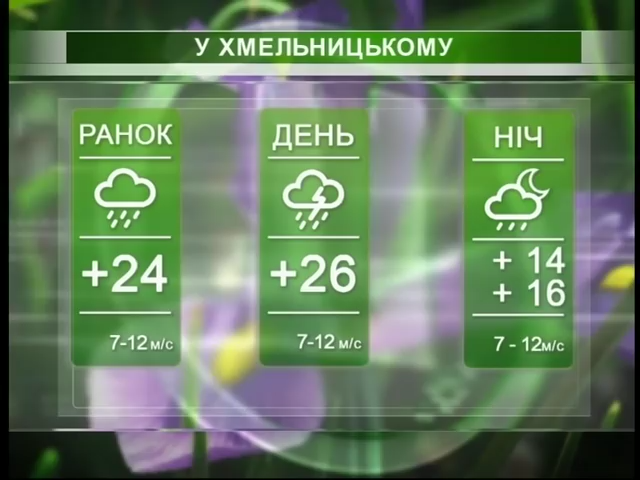 У ХМЕЛЬНИЦЬКОМУ
РАНОК
+24
7-12 м/с
ДЕНЬ
+26
7-12 м/с
НІЧ
+ 14
+ 16
7 - 12м/с